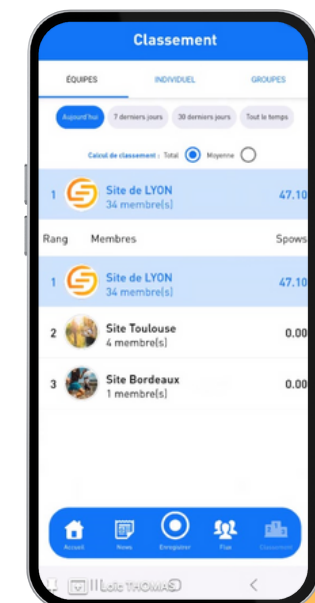 Classement
ÉQUIPES INDIVIDUEL GROUPES
Aujourd'hui 7 derniers jours 30 derniers jours Tout le temps
Calcul de classement : Total Moyenne
1 Site de LYON 47.10
34 membre(s)
Rang Membres Spows
1 Site de LYON 47.10
34 membre(s)
2 Site Toulouse 0.00
4 membre(s)
3 Site Bordeaux 0.00
1 membre(s)
Accueil News Enregistrer Flux Classement
Loïc THOMAS